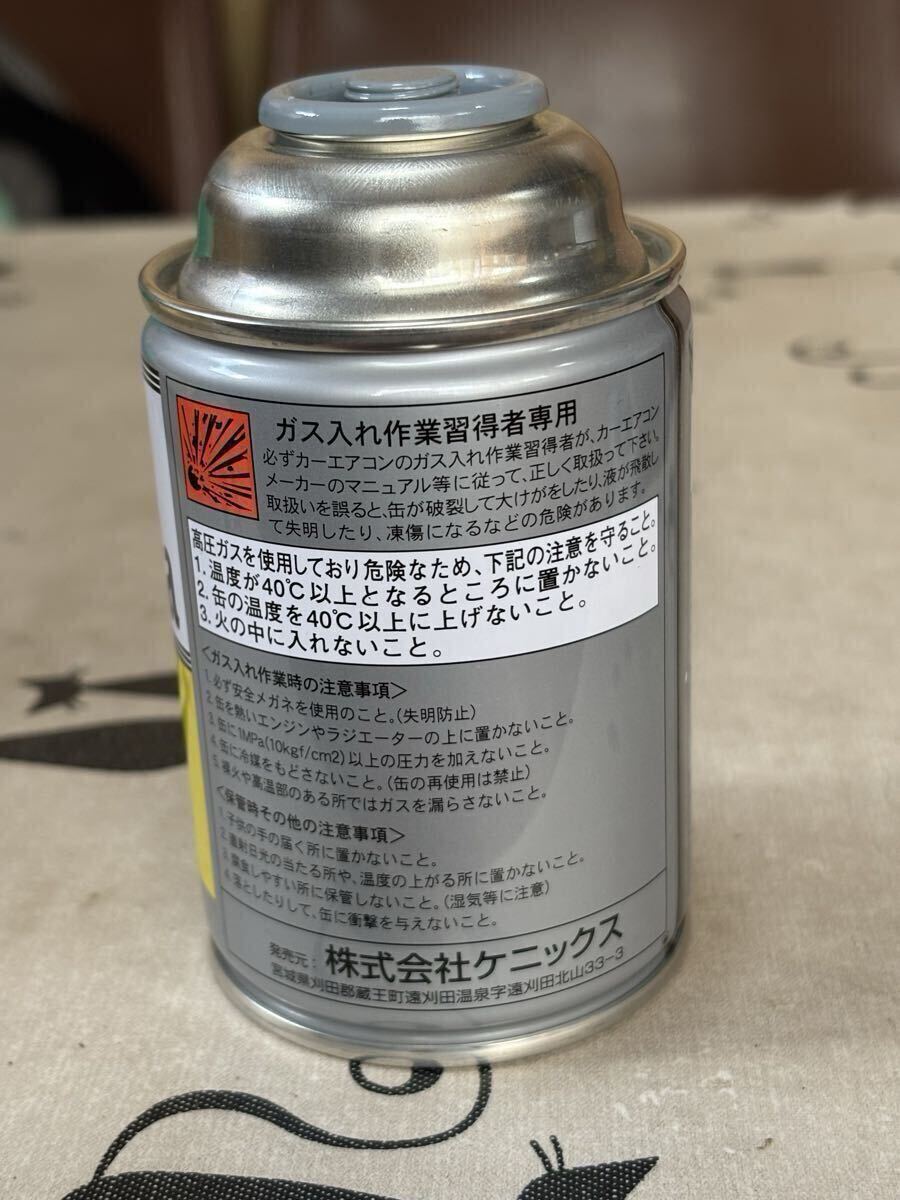 ガス入れ作業習得者専用
必ずカーエアコンのガス入れ作業習得者が、カーエアコン
メーカーのマニュアル等に従って、正しく取扱って下さい。
取扱いを誤ると、缶が破裂して大けがをしたり、液が飛散し
て失明したり、凍傷になるなどの危険があります。
高圧ガスを使用しており危険なため、下記の注意を守ること。
1. 温度が40℃以上となるところに置かないこと。
2. 缶の温度を40℃以上に上げないこと。
3. 火の中に入れないこと。
<ガス入れ作業時の注意事項>
1. 必ず安全メガネを使用のこと。(失明防止)
2. 缶を熱いエンジンやラジエーターの上に置かないこと。
3. 缶に1MPa(10kgf/cm2)以上の圧力を加えないこと。
4. 缶に冷媒をもどさないこと。(缶の再使用は禁止)
5. 裸火や高温部のある所ではガスを漏らさないこと。
<保管時その他の注意事項>
1. 子供の手の届く所に置かないこと。
2. 直射日光の当たる所や、温度の上がる所に置かないこと。
3. 腐食しやすい所に保管しないこと。(湿気等に注意)
4. 落としたりして、缶に衝撃を与えないこと。
発売元: 株式会社ケニックス
宮城県刈田郡蔵王町遠刈田温泉字遠刈田北山33-3